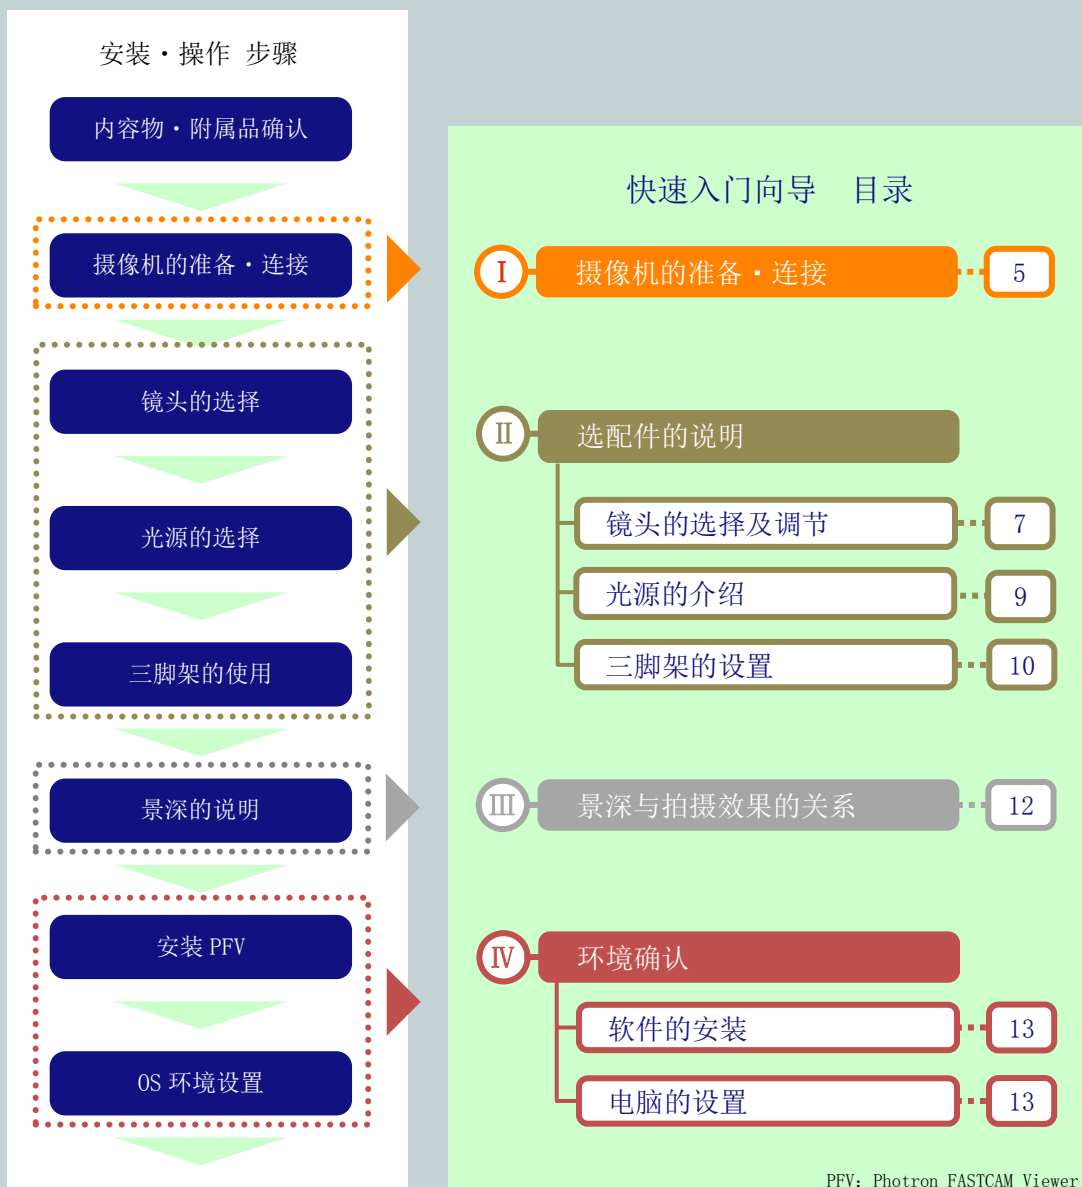 安装・操作 步骤
内容物・附属品确认
摄像机的准备・连接
镜头的选择
光源的选择
三脚架的使用
景深的说明
安装 PFV
OS 环境设置
快速入门向导 目录
Ⅰ 摄像机的准备・连接 5
Ⅱ 选配件的说明
镜头的选择及调节 7
光源的介绍 9
三脚架的设置 10
Ⅲ 景深与拍摄效果的关系 12
Ⅳ 环境确认
软件的安装 13
电脑的设置 13
PFV: Photron FASTCAM Viewer